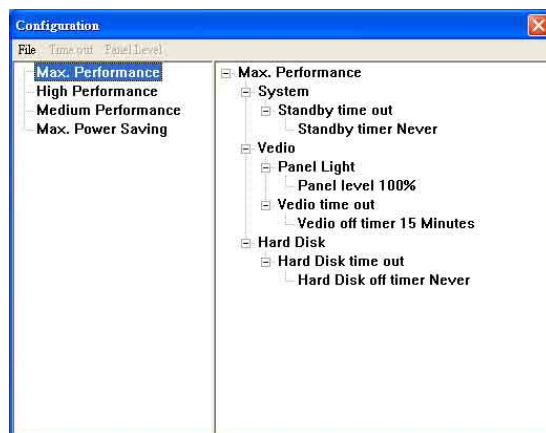 Configuration
File Time out Panel Level
Max. Performance
High Performance
Medium Performance
Max. Power Saving
Max. Performance
System
Standby time out
Standby timer Never
Vedio
Panel Light
Panel level 100%
Vedio time out
Vedio off timer 15 Minutes
Hard Disk
Hard Disk time out
Hard Disk off timer Never